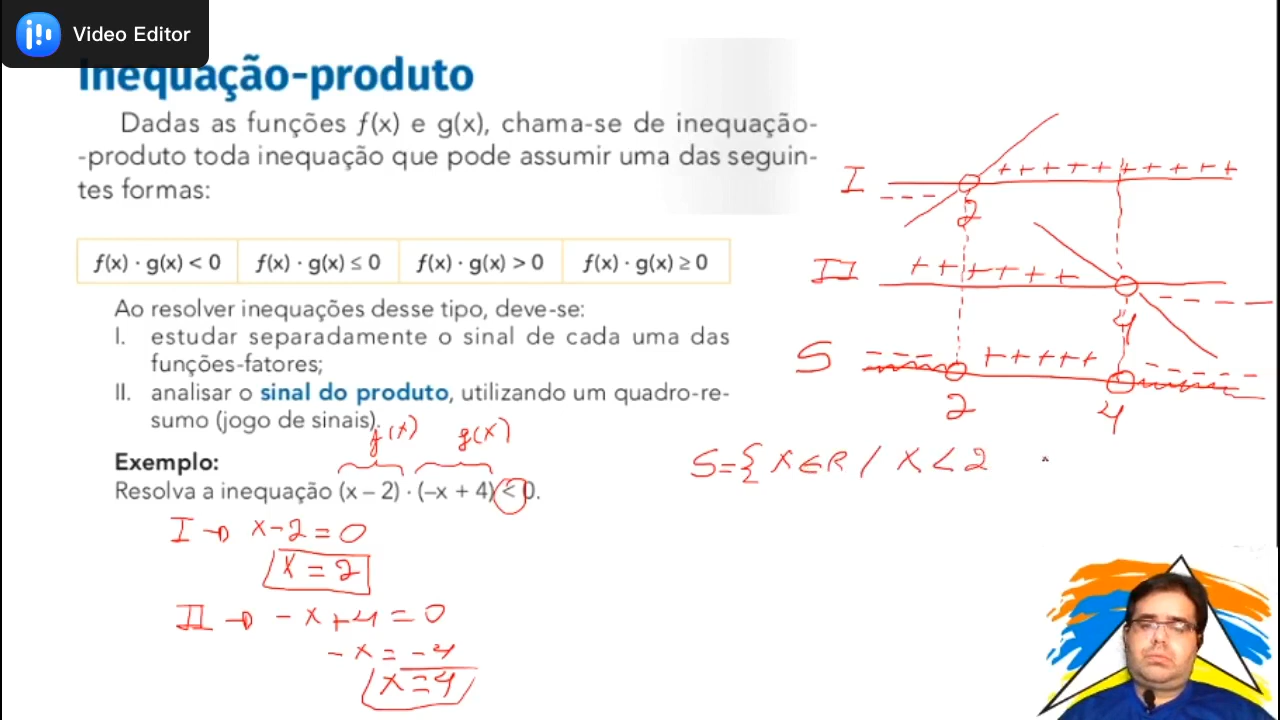 Video Editor
Inequação-produto
Dadas as funções f(x) e g(x), chama-se de inequação-
-produto toda inequação que pode assumir uma das seguin-
tes formas:
f(x) · g(x) < 0 f(x) · g(x) ≤ 0 f(x) · g(x) > 0 f(x) · g(x) ≥ 0
Ao resolver inequações desse tipo, deve-se:
I. estudar separadamente o sinal de cada uma das
funções-fatores;
II. analisar o sinal do produto, utilizando um quadro-re-
sumo (jogo de sinais).
f(x) g(x)
Exemplo:
Resolva a inequação (x – 2) · (–x + 4) < 0.
I → x - 2 = 0
x = 2
II → - x + 4 = 0
- x = - 4
x = 4
I + + + + + + + + + + +
- - -
2
II + + + + + + +
- - - - -
4
S - - - - + + + + + - - - - -
2 4
S = { x ∈ R / x < 2